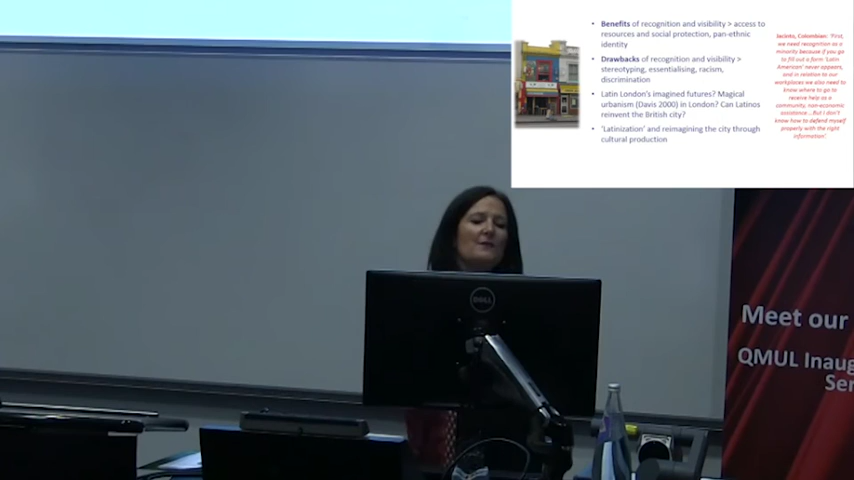 • Benefits of recognition and visibility > access to
resources and social protection, pan-ethnic
identity
• Drawbacks of recognition and visibility >
stereotyping, essentialising, racism,
discrimination
• Latin London's imagined futures? Magical
urbanism (Davis 2000) in London? Can Latinos
reinvent the British city?
• 'Latinization' and reimagining the city through
cultural production
Jacinto, Colombian: 'First,
we need recognition as a
minority because if you go
to fill out a form 'Latin
American' never appears,
and in relation to our
workplaces we also need to
know where to go to
receive help as a
community, non-economic
assistance... But I don't
know how to defend myself
properly with the right
information'.
DELL
Meet our
QMUL Inaug
Ser